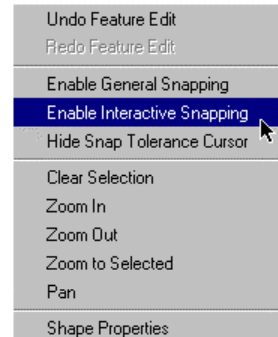 Undo Feature Edit
Redo Feature Edit
Enable General Snapping
Enable Interactive Snapping
Hide Snap Tolerance Cursor
Clear Selection
Zoom In
Zoom Out
Zoom to Selected
Pan
Shape Properties